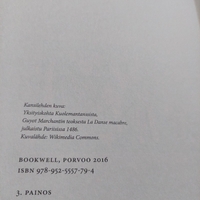 Kansilehden kuva:
Yksityiskohta Kuolemantanssista,
Guyot Marchantin teoksesta La Danse macabre,
julkaistu Pariisissa 1486.
Kuvalähde: Wikimedia Commons
BOOKWELL, PORVOO 2016
ISBN 978-952-5557-79-4
3. PAINOS